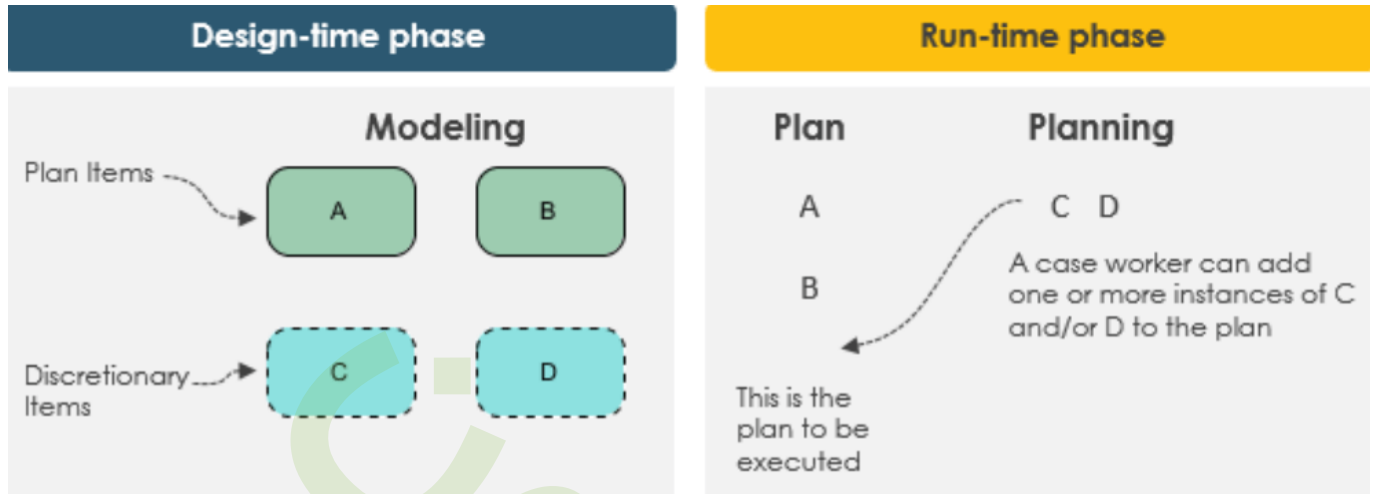 Design-time phase
Modeling
Plan Items
A
B
Discretionary
Items
C
D
Run-time phase
Plan
Planning
A
B
C D
A case worker can add
one or more instances of C
and/or D to the plan
This is the
plan to be
executed